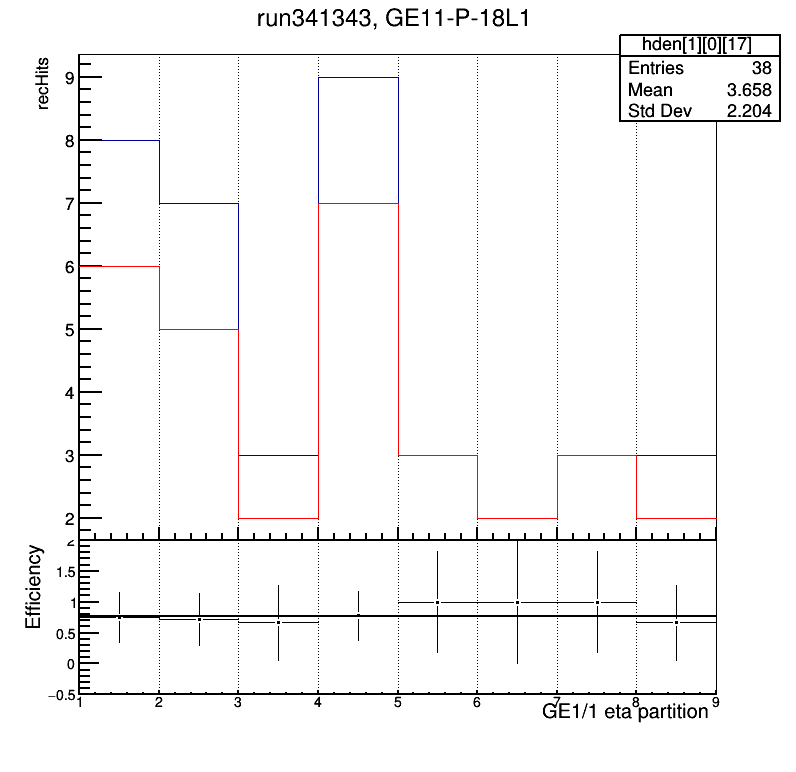 run341343, GE11-P-18L1
hden[1][0][17]
Entries 38
Mean 3.658
Std Dev 2.204
recHits
9
8
7
6
5
4
3
2
Efficiency
2
1.5
1
0.5
0
−0.5
1 2 3 4 5 6 7 8 9
GE1/1 eta partition